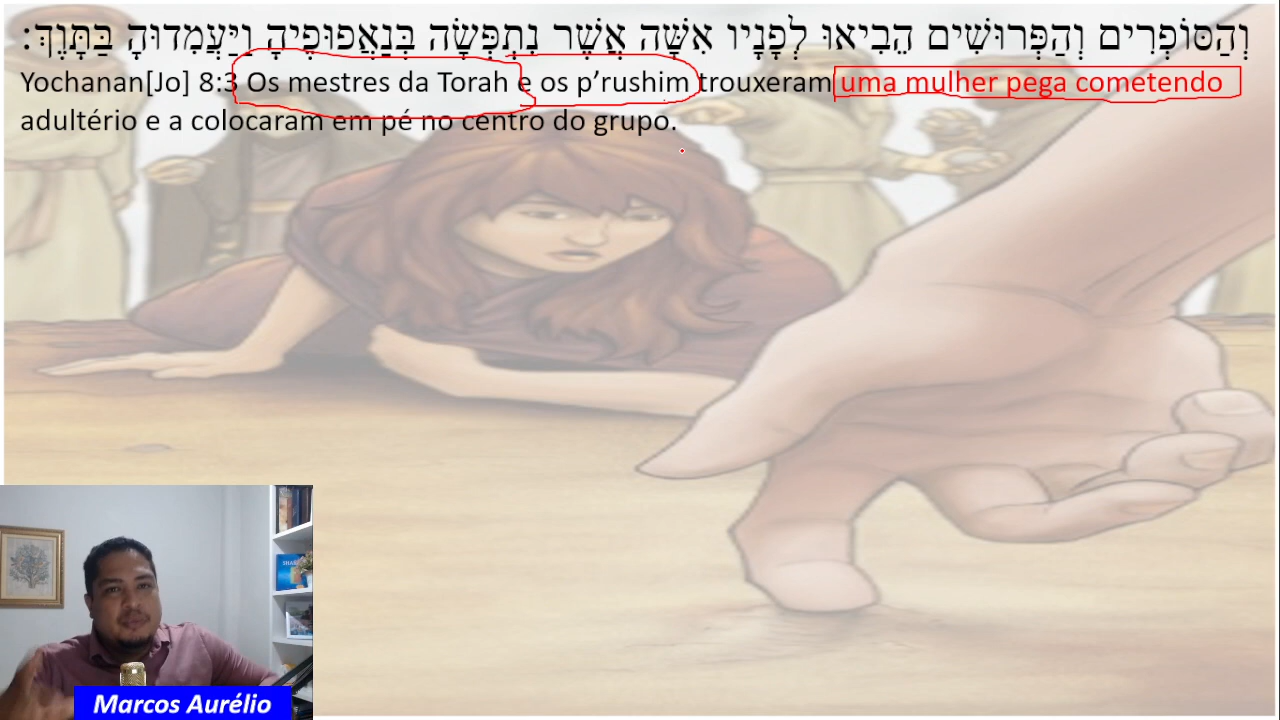 וְהַסּוֹפְרִים וְהַפְּרוּשִׁים הֵבִיאוּ לְפָנָיו אִשָּׁה אֲשֶׁר נִתְפְּשָׂה בְּנַאֲפוּפֶיהָ וַיַּעֲמִדוּהָ בַּתָּוֶךְ׃
Yochanan[Jo] 8:3 Os mestres da Torah e os p’rushim trouxeram uma mulher pega cometendo
adultério e a colocaram em pé no centro do grupo.
Marcos Aurélio